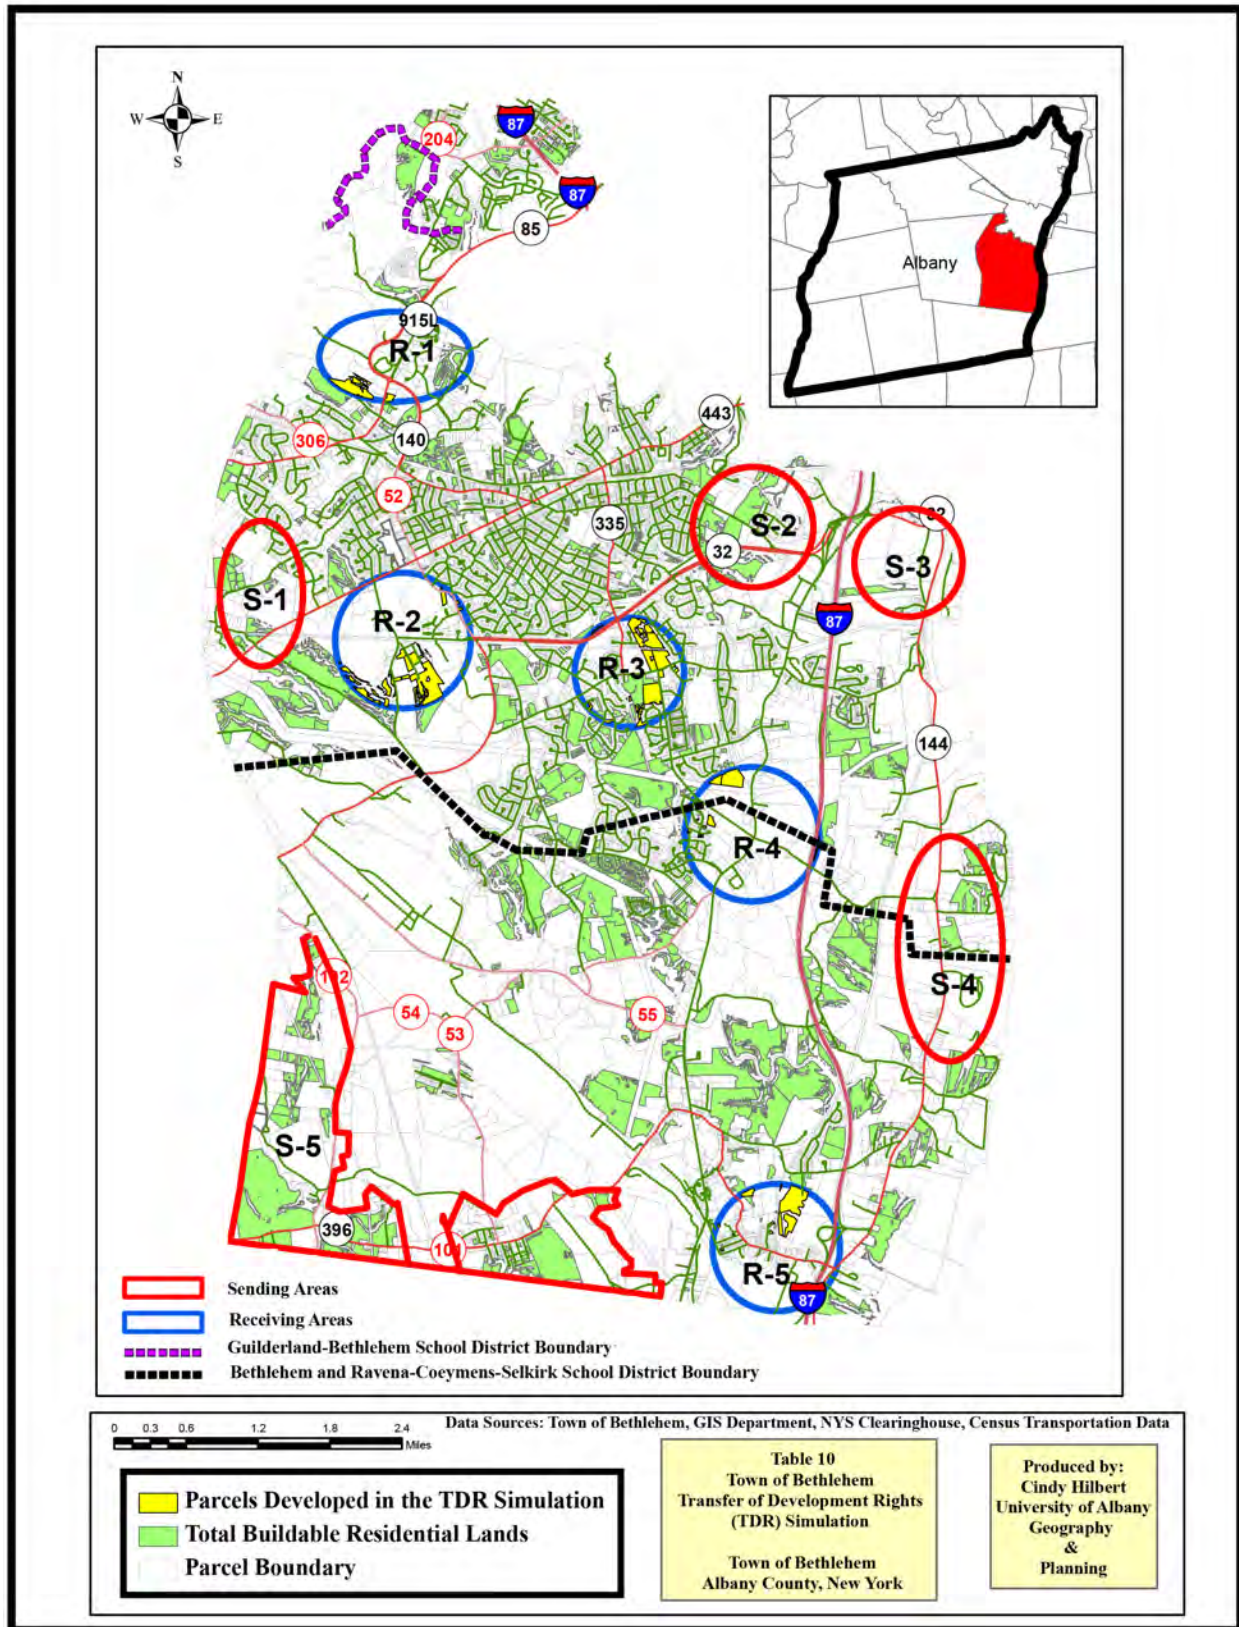 N
W
E
S
87
204
87
85
Albany
915L
R-1
443
306
140
52
335
S-2
32
32
S-3
S-1
R-2
87
R-3
144
R-4
S-4
102
54
53
55
S-5
396
101
R-5
87
Sending Areas
Receiving Areas
Guilderland-Bethlehem School District Boundary
Bethlehem and Ravena-Coeymens-Selkirk School District Boundary
Data Sources: Town of Bethlehem, GIS Department, NYS Clearinghouse, Census Transportation Data
0 0.3 0.6 1.2 1.8 2.4
Miles
Parcels Developed in the TDR Simulation
Total Buildable Residential Lands
Parcel Boundary
Table 10
Town of Bethlehem
Transfer of Development Rights
(TDR) Simulation
Town of Bethlehem
Albany County, New York
Produced by:
Cindy Hilbert
University of Albany
Geography
&
Planning